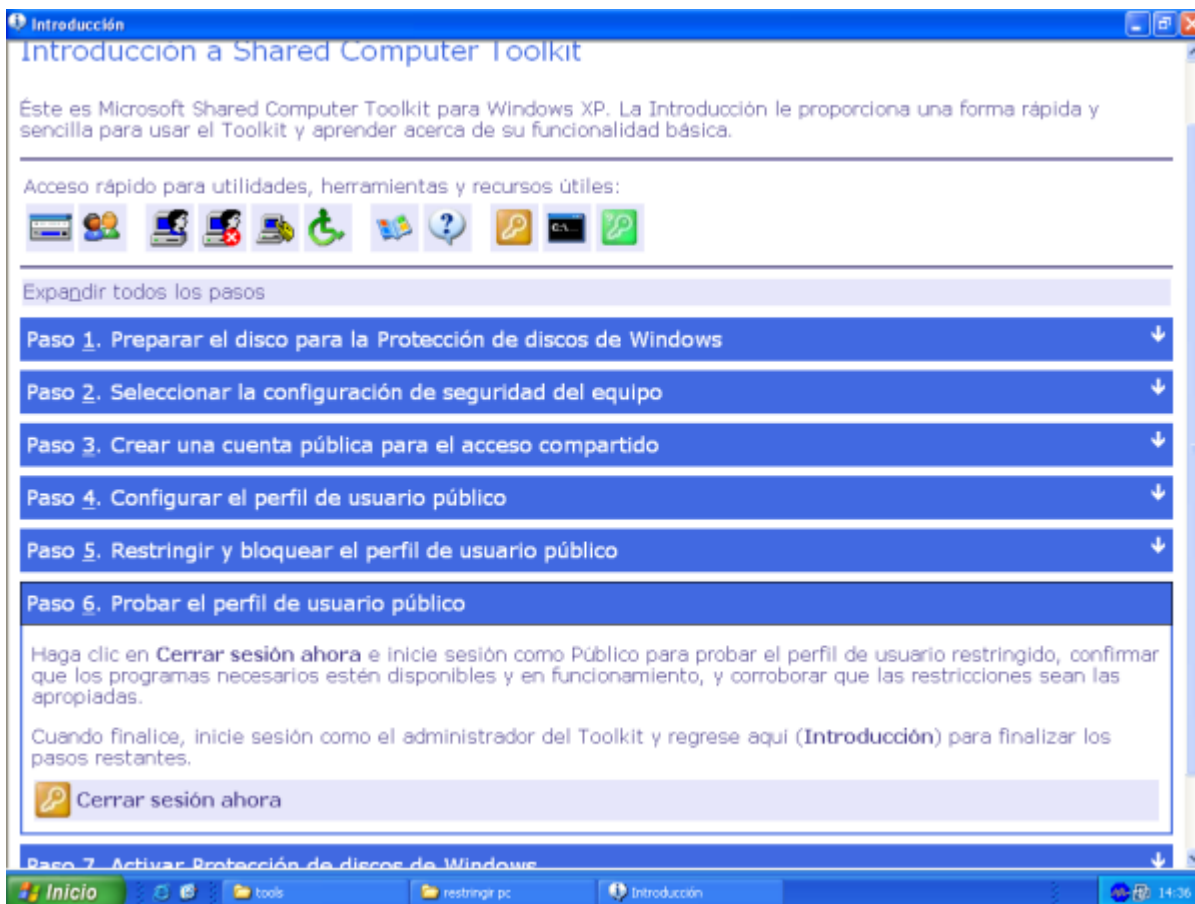 Introducción
Introducción a Shared Computer Toolkit
Éste es Microsoft Shared Computer Toolkit para Windows XP. La Introducción le proporciona una forma rápida y
sencilla para usar el Toolkit y aprender acerca de su funcionalidad básica.
Acceso rápido para utilidades, herramientas y recursos útiles:
C:\...
Expandir todos los pasos
Paso 1. Preparar el disco para la Protección de discos de Windows
Paso 2. Seleccionar la configuración de seguridad del equipo
Paso 3. Crear una cuenta pública para el acceso compartido
Paso 4. Configurar el perfil de usuario público
Paso 5. Restringir y bloquear el perfil de usuario público
Paso 6. Probar el perfil de usuario público
Haga clic en Cerrar sesión ahora e inicie sesión como Público para probar el perfil de usuario restringido, confirmar
que los programas necesarios estén disponibles y en funcionamiento, y corroborar que las restricciones sean las
apropiadas.
Cuando finalice, inicie sesión como el administrador del Toolkit y regrese aquí (Introducción) para finalizar los
pasos restantes.
Cerrar sesión ahora
Paso 7. Activar Protección de discos de Windows
Inicio tools restringir pc Introducción 14:36